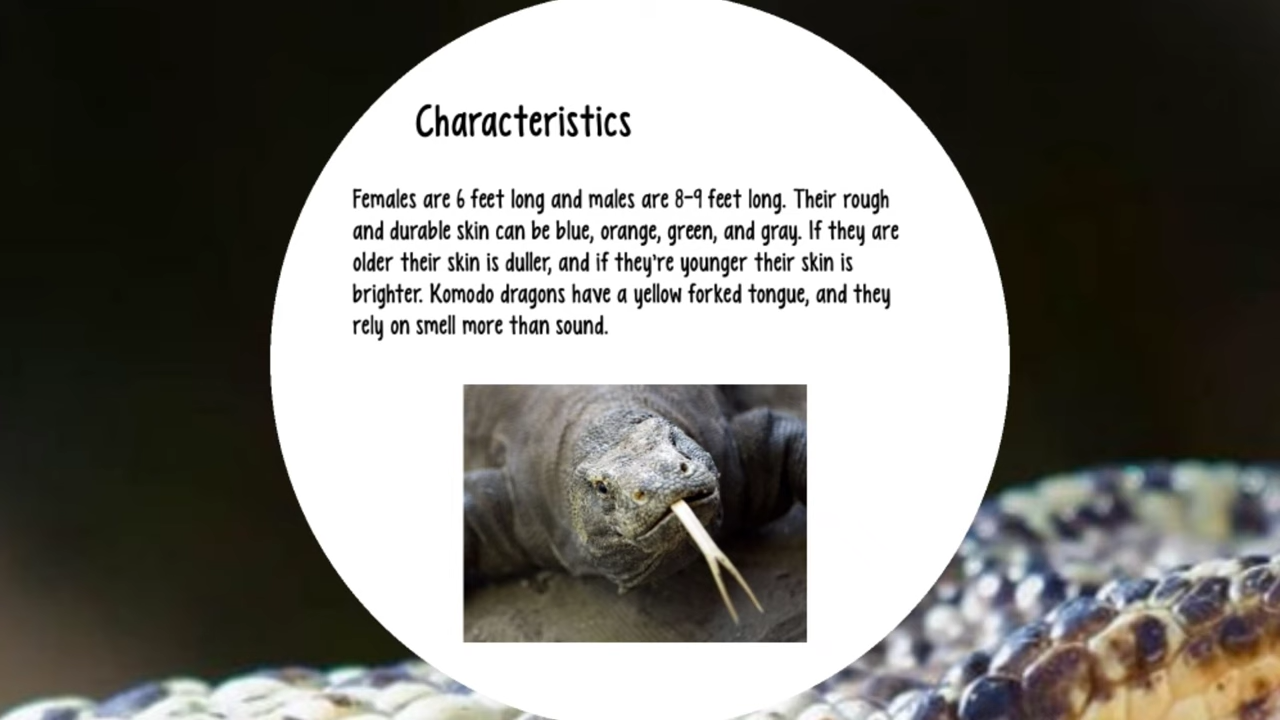 Characteristics
Females are 6 feet long and males are 8-9 feet long. Their rough
and durable skin can be blue, orange, green, and gray. If they are
older their skin is duller, and if they're younger their skin is
brighter. Komodo dragons have a yellow forked tongue, and they
rely on smell more than sound.